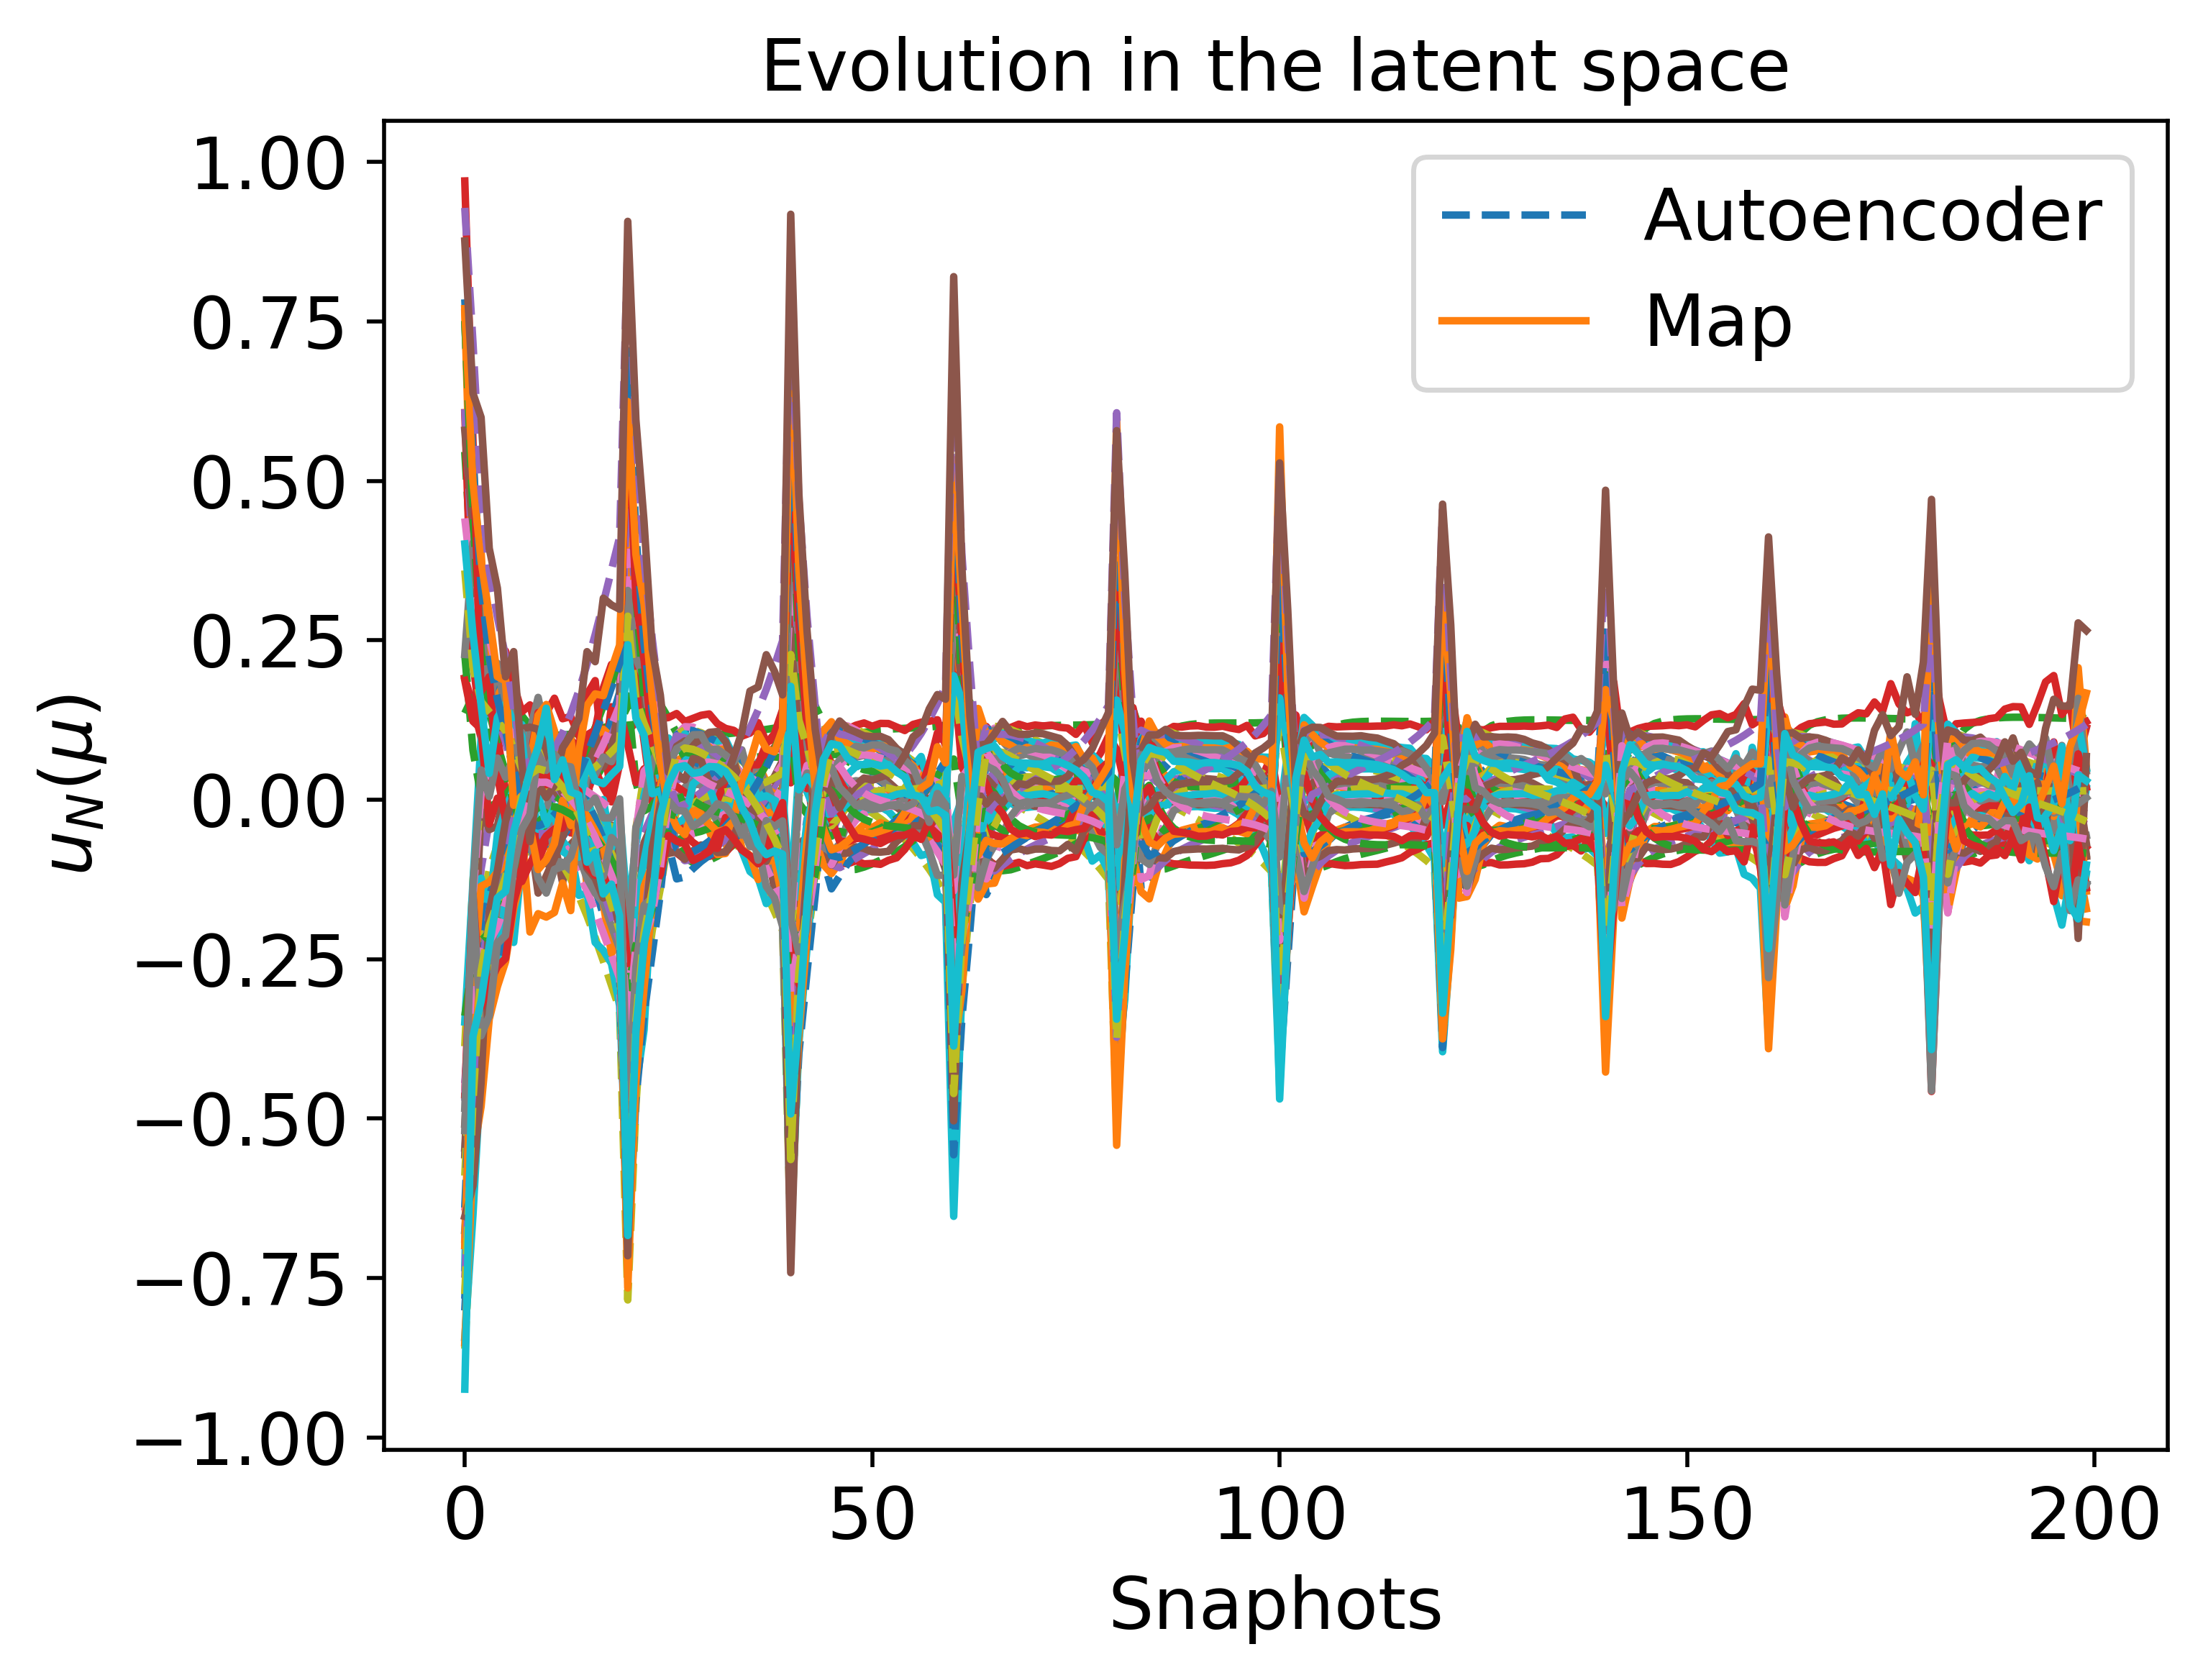 Evolution in the latent space
Autoencoder
Map
1.00
0.75
0.50
0.25
0.00
−0.25
−0.50
−0.75
−1.00
u_N(μ)
0 50 100 150 200
Snaphots